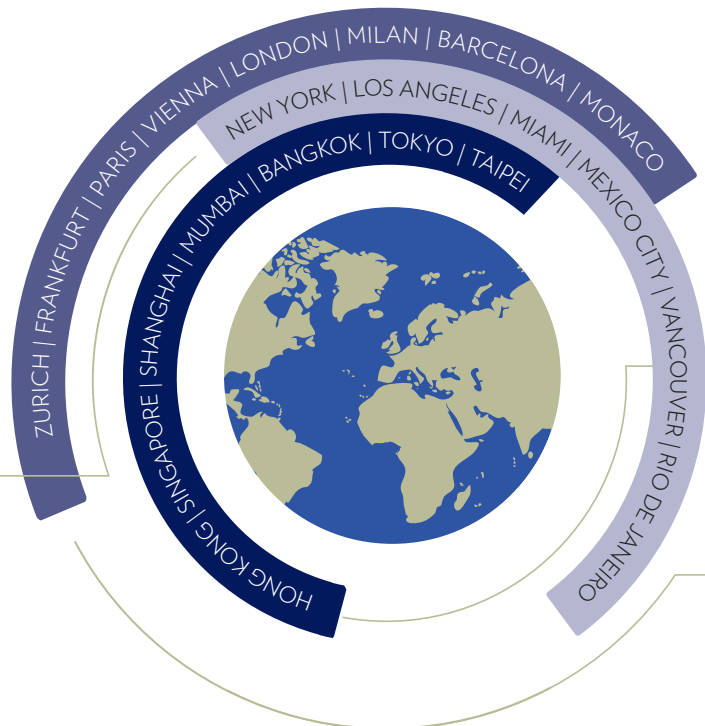 ZURICH | FRANKFURT | PARIS | VIENNA | LONDON | MILAN | BARCELONA | MONACO
NEW YORK | LOS ANGELES | MIAMI | MEXICO CITY | VANCOUVER | RIO DE JANEIRO
HONG KONG | SINGAPORE | SHANGHAI | MUMBAI | BANGKOK | TOKYO | TAIPEI